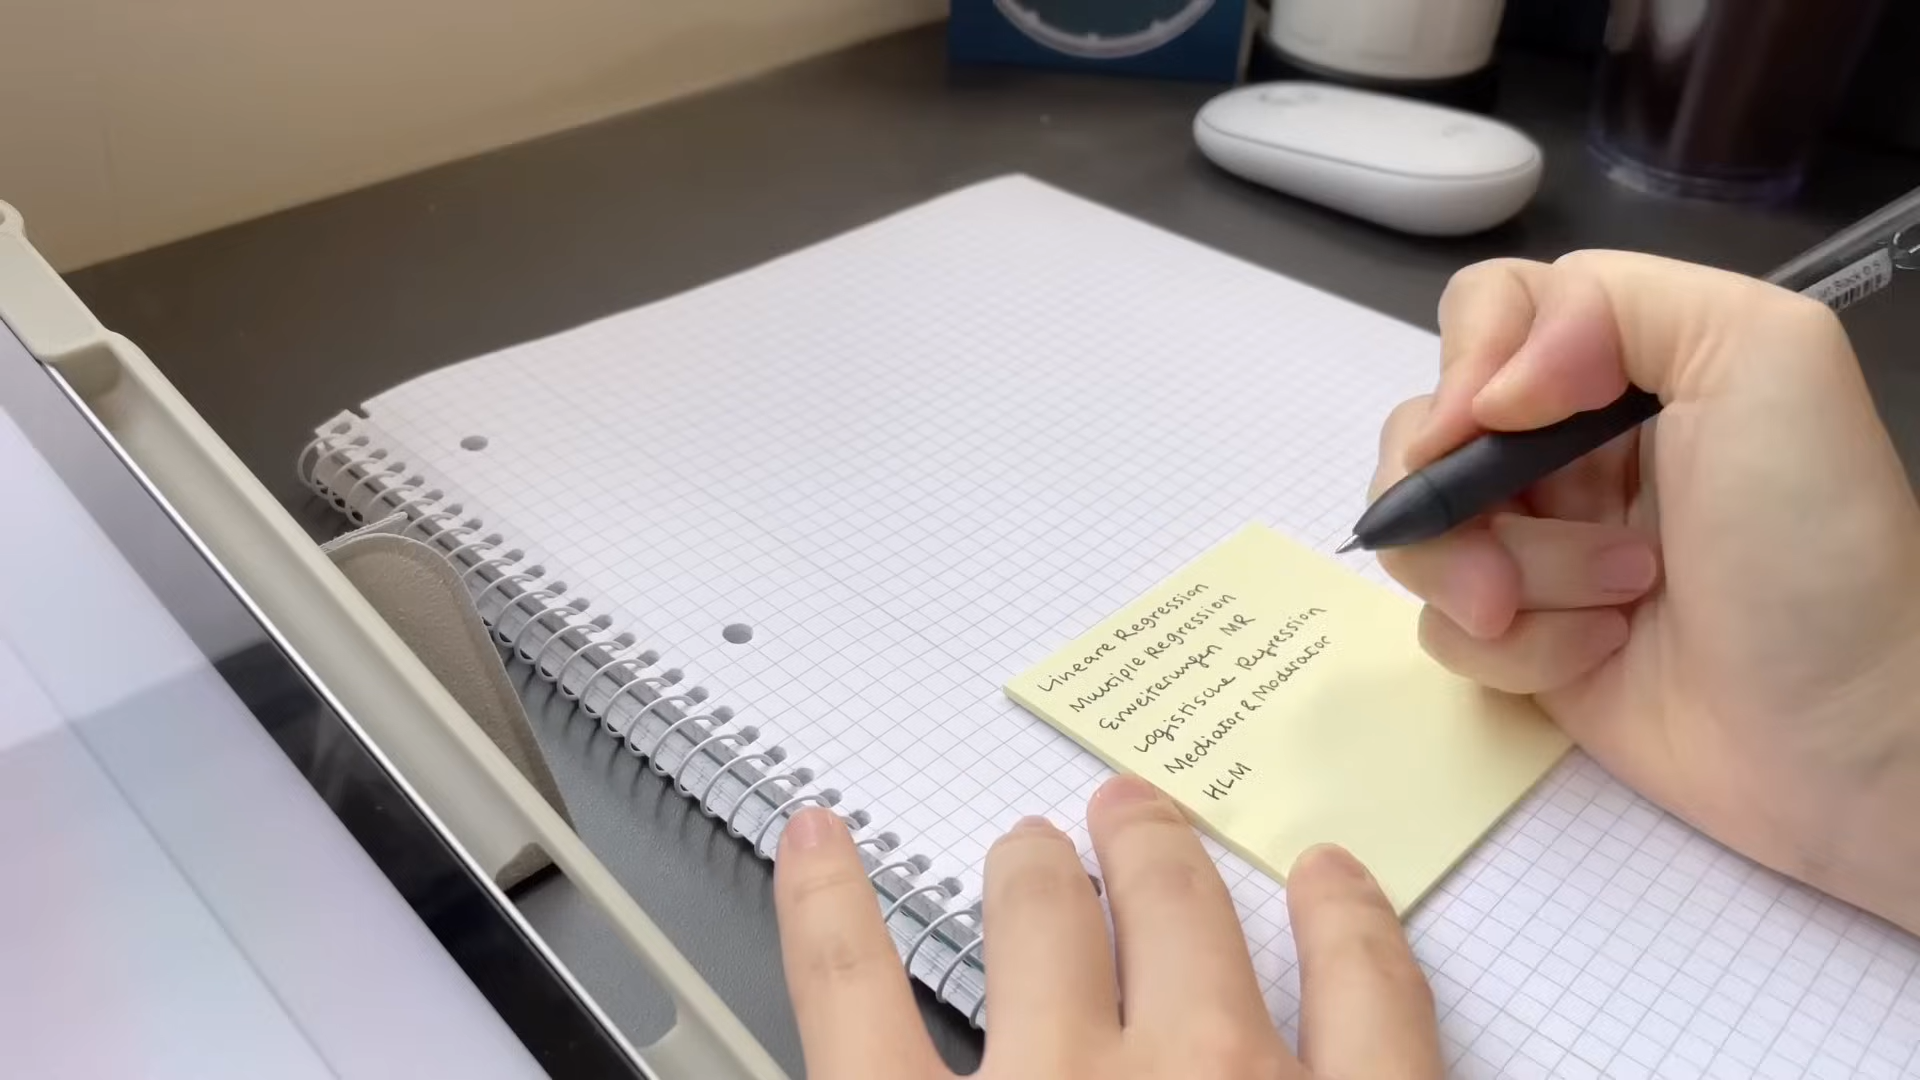 Lineare Regression
Multiple Regression
Erweiterungen MR
Logistische Regression
Mediator & Moderator
HLM